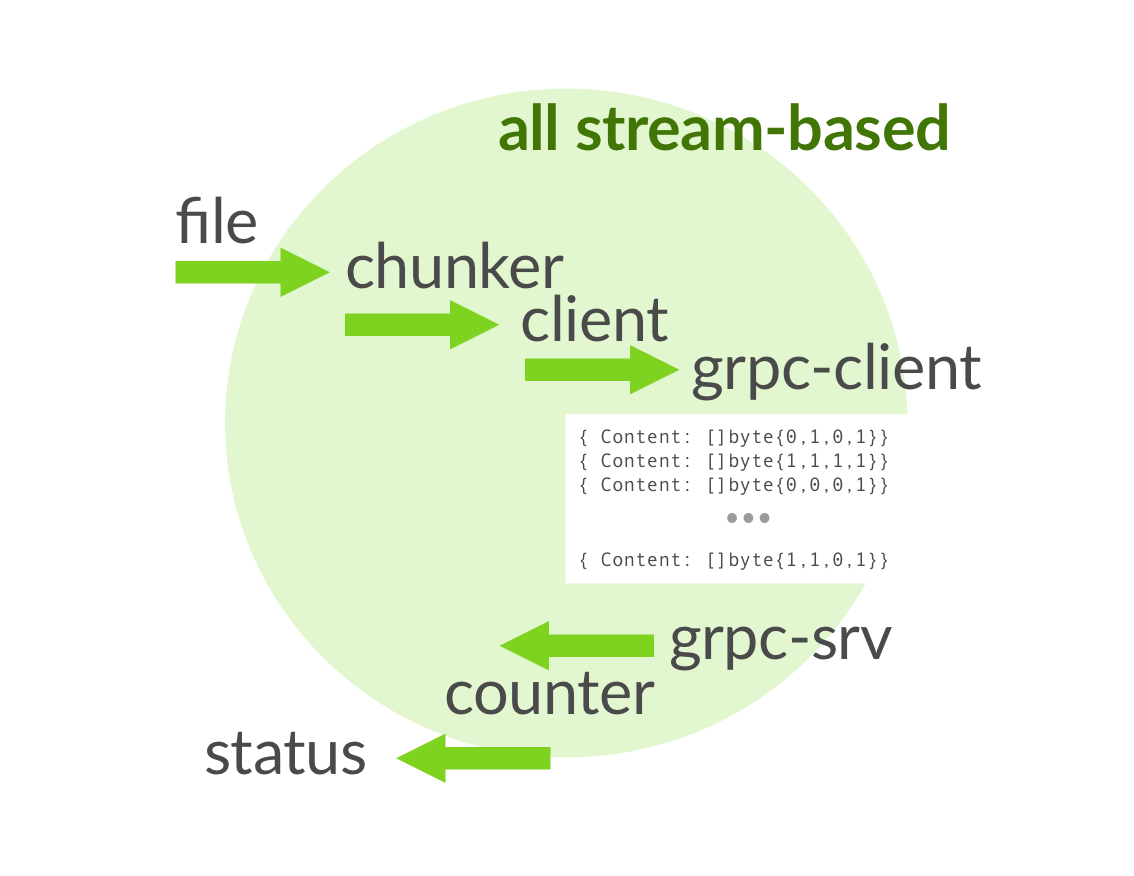 all stream-based
file
chunker
client
grpc-client
{ Content: []byte{0,1,0,1}}
{ Content: []byte{1,1,1,1}}
{ Content: []byte{0,0,0,1}}
•••
{ Content: []byte{1,1,0,1}}
grpc-srv
counter
status